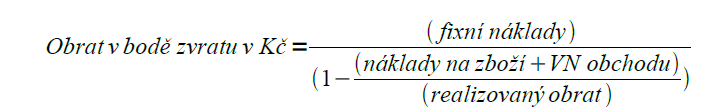 (fixní náklady)
Obrat v bodě zvratu v Kč =
(1− (náklady na zboží + VN obchodu) )
(realizovaný obrat)